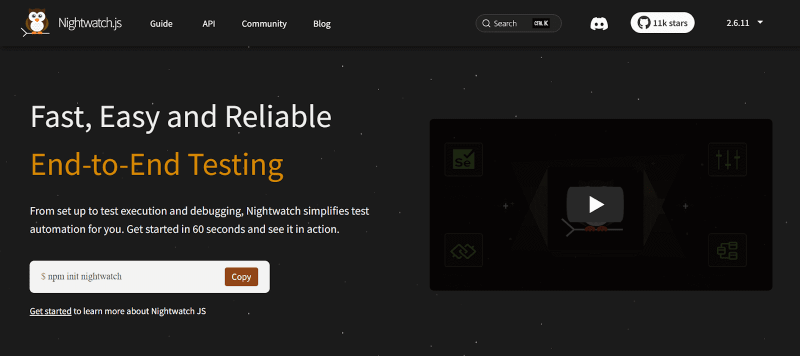 Nightwatch.js
Guide
API
Community
Blog
Search
CTRL K
11k stars
2.6.11
Fast, Easy and Reliable
End-to-End Testing
From set up to test execution and debugging, Nightwatch simplifies test
automation for you. Get started in 60 seconds and see it in action.
$ npm init nightwatch
Copy
Get started to learn more about Nightwatch JS
Se